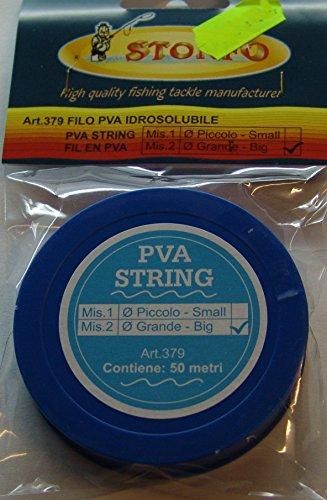 High quality fishing tackle manufacturer
Art.379 FILO PVA IDROSOLUBILE
PVA STRING Mis.1 Ø Piccolo - Small
FIL EN PVA Mis.2 Ø Grande - Big ✓
PVA
STRING
Mis.1 Ø Piccolo - Small
Mis.2 Ø Grande - Big ✓
Art.379
Contiene: 50 metri